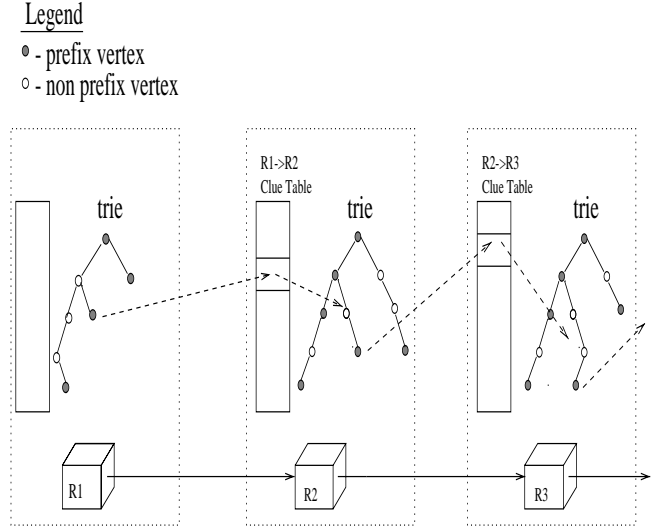 Legend
- prefix vertex
- non prefix vertex
R1->R2
Clue Table
R2->R3
Clue Table
trie
trie
trie
R1
R2
R3